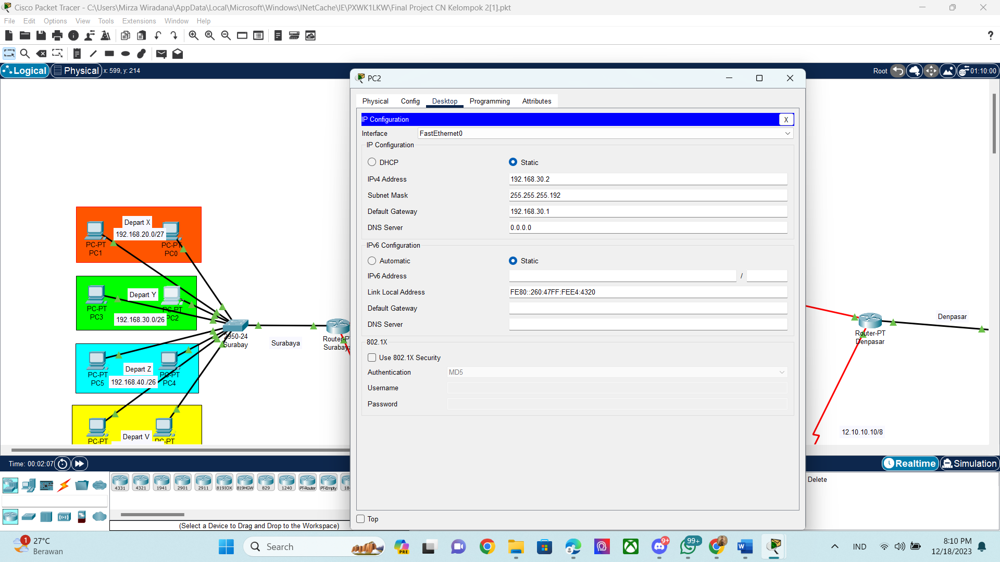 Cisco Packet Tracer - C:\Users\Mirza Wiradana\AppData\Local\Microsoft\Windows\INetCache\IE\PXWK1LKW\Final Project CN Kelompok 2[1].pkt
File Edit Options View Tools Extensions Window Help
?
Logical Physical x: 599, y: 214
Root 01:10:00
PC2
Physical Config Desktop Programming Attributes
IP Configuration X
Interface FastEthernet0
IP Configuration
DHCP Static
IPv4 Address 192.168.30.2
Subnet Mask 255.255.255.192
Default Gateway 192.168.30.1
DNS Server 0.0.0.0
IPv6 Configuration
Automatic Static
IPv6 Address /
Link Local Address FE80::260:47FF:FEE4:4320
Default Gateway
DNS Server
802.1X
Use 802.1X Security
Authentication MD5
Username
Password
Top
Depart X
192.168.20.0/27
PC-PT
PC1
PC-PT
PC0
Depart Y
PC-PT
PC3
192.168.30.0/26
PC-PT
PC2
Depart Z
PC-PT
PC5
192.168.40./26
PC-PT
PC4
Depart V
PC-PT
PC-PT
2950-24
Surabay
Surabaya
Router-P
Surabaya
Router-PT
Denpasar
Denpasar
12.10.10.10/8
Time: 00:02:07
Realtime Simulation
4331 4321 1941 2901 2911 819IOX 819HGW 829 1240 PT-Router PT-Empty 18
(Select a Device to Drag and Drop to the Workspace)
Delete
1
27°C
Berawan
Search
PRE
9+
99+
IND
8:10 PM
12/18/2023